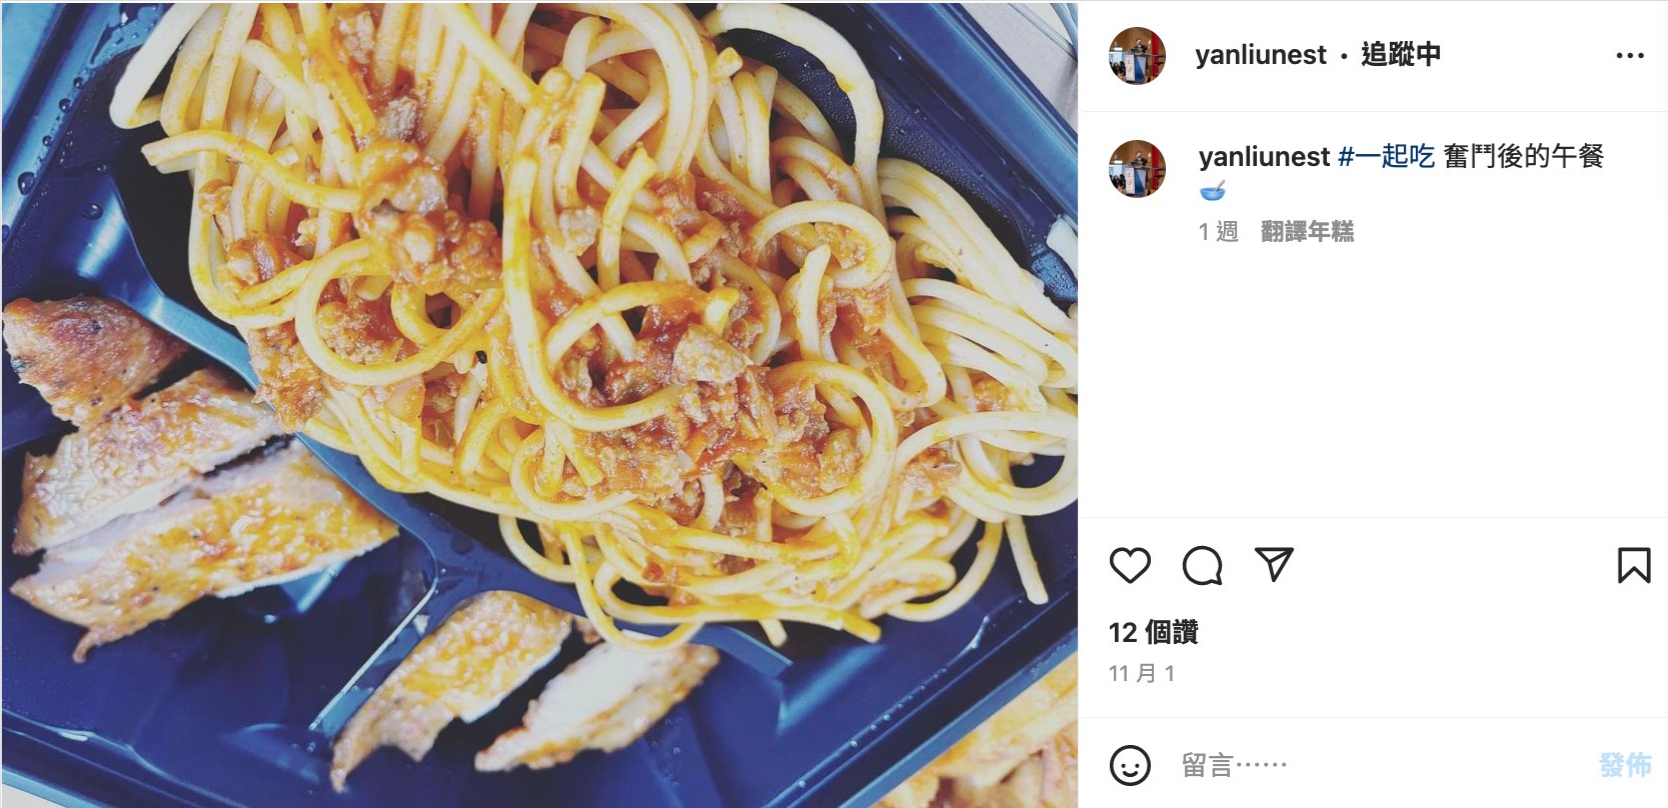 yanliunest • 追蹤中
yanliunest #一起吃 奮鬥後的午餐
🥣
1 週 翻譯年糕
12 個讚
11 月 1
留言⋯⋯
發佈